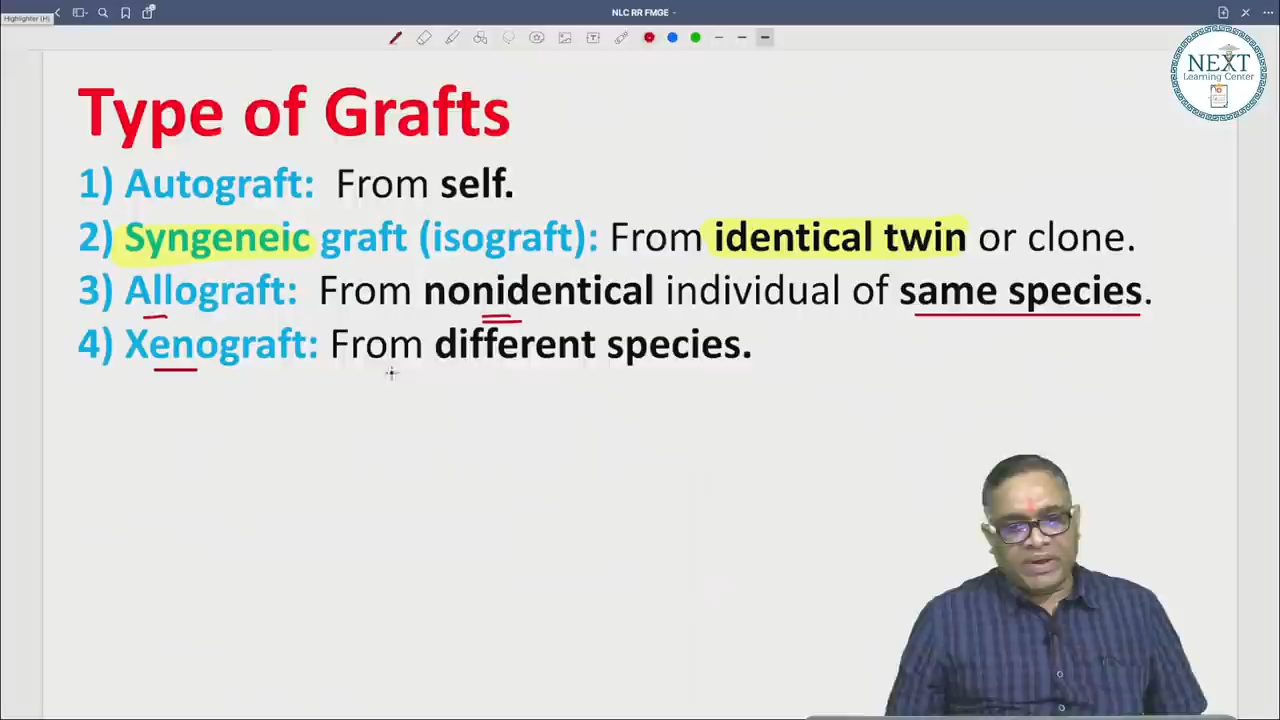 Highlighter (H)
NLC RR FMGE
NEXT
Learning Center
Type of Grafts
1) Autograft: From self.
2) Syngeneic graft (isograft): From identical twin or clone.
3) Allograft: From nonidentical individual of same species.
4) Xenograft: From different species.